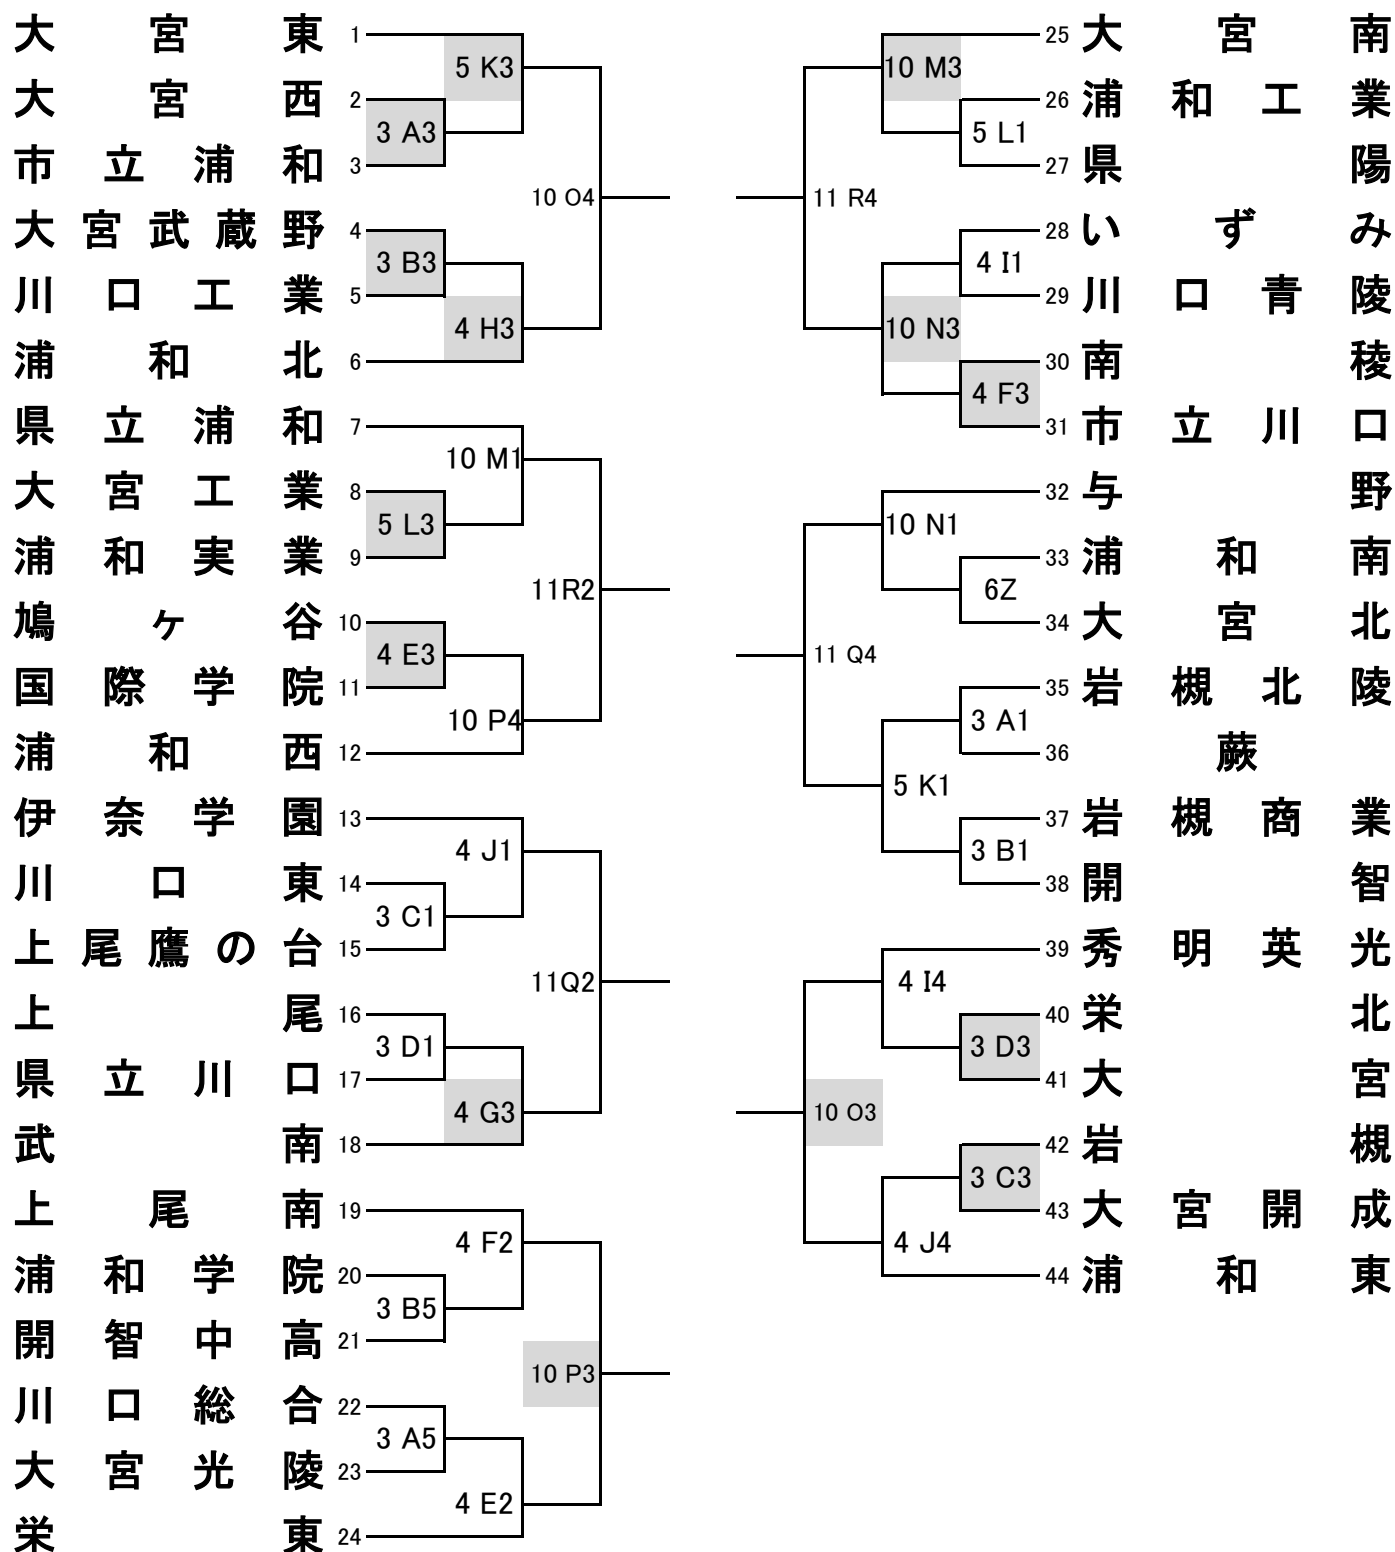 大宮東 1
5 K3
大宮西 2
3 A3
市立浦和 3
10 O4
大宮武蔵野 4
3 B3
川口工業 5
4 H3
浦和北 6
県立浦和 7
10 M1
大宮工業 8
5 L3
浦和実業 9
11R2
鳩ヶ谷 10
4 E3
国際学院 11
10 P4
浦和西 12
伊奈学園 13
4 J1
川口東 14
3 C1
上尾鷹の台 15
11Q2
上尾 16
3 D1
県立川口 17
4 G3
武南 18
上尾南 19
4 F2
浦和学院 20
3 B5
開智中高 21
10 P3
川口総合 22
3 A5
大宮光陵 23
4 E2
栄東 24
25 大宮南
10 M3
26 浦和工業
5 L1
27 県陽
11 R4
28 いずみ
4 I1
29 川口青陵
10 N3
30 南稜
4 F3
31 市立川口
32 与野
10 N1
33 浦和南
6Z
34 大宮北
11 Q4
35 岩槻北陵
3 A1
36 蕨
5 K1
37 岩槻商業
3 B1
38 開智
39 秀明英光
4 I4
40 栄北
3 D3
41 大宮
10 O3
42 岩槻
3 C3
43 大宮開成
4 J4
44 浦和東